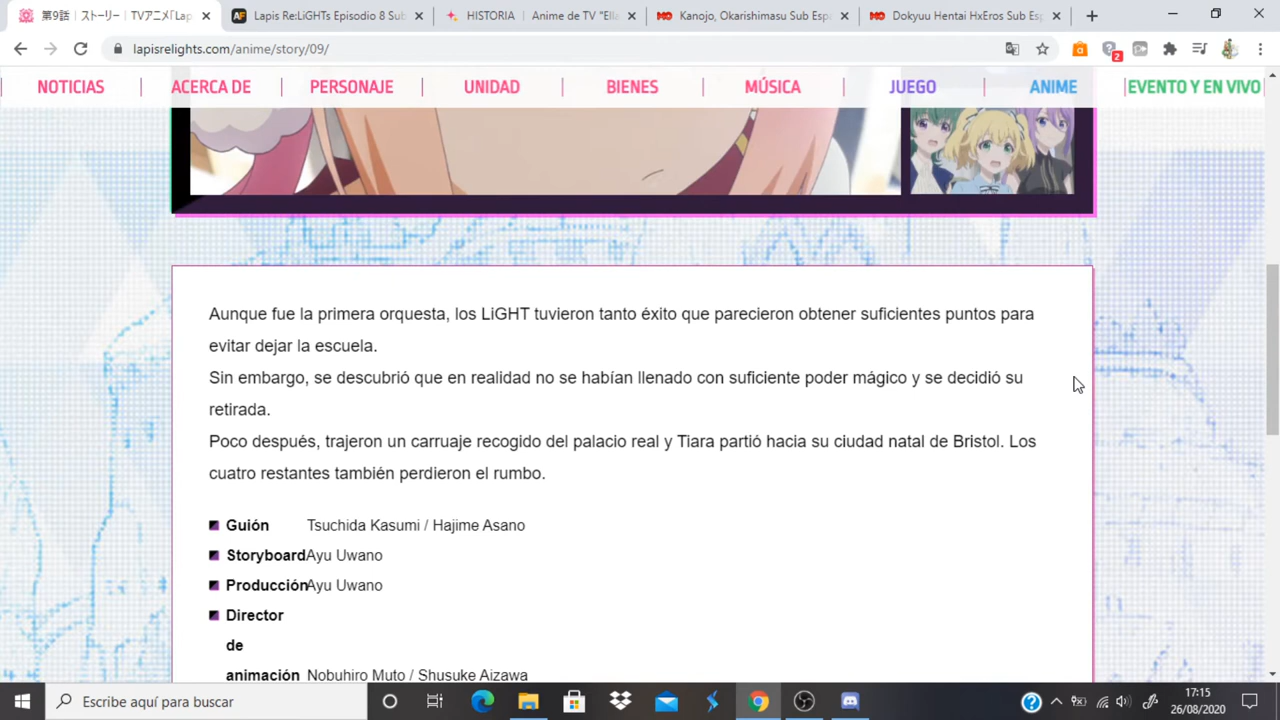 第9話 | ストーリー | TVアニメ「Lap
Lapis Re:LiGHTs Episodio 8 Sub
HISTORIA | Anime de TV "Ella
Kanojo, Okarishimasu Sub Espa
Dokyuu Hentai HxEros Sub Esp
lapisrelights.com/anime/story/09/
2
NOTICIAS
ACERCA DE
PERSONAJE
UNIDAD
BIENES
MÚSICA
JUEGO
ANIME
EVENTO Y EN VIVO
Aunque fue la primera orquesta, los LiGHT tuvieron tanto éxito que parecieron obtener suficientes puntos para
evitar dejar la escuela.
Sin embargo, se descubrió que en realidad no se habían llenado con suficiente poder mágico y se decidió su
retirada.
Poco después, trajeron un carruaje recogido del palacio real y Tiara partió hacia su ciudad natal de Bristol. Los
cuatro restantes también perdieron el rumbo.
Guión Tsuchida Kasumi / Hajime Asano
Storyboard Ayu Uwano
Producción Ayu Uwano
Director
de
animación Nobuhiro Muto / Shusuke Aizawa
Escribe aquí para buscar
17:15
26/08/2020